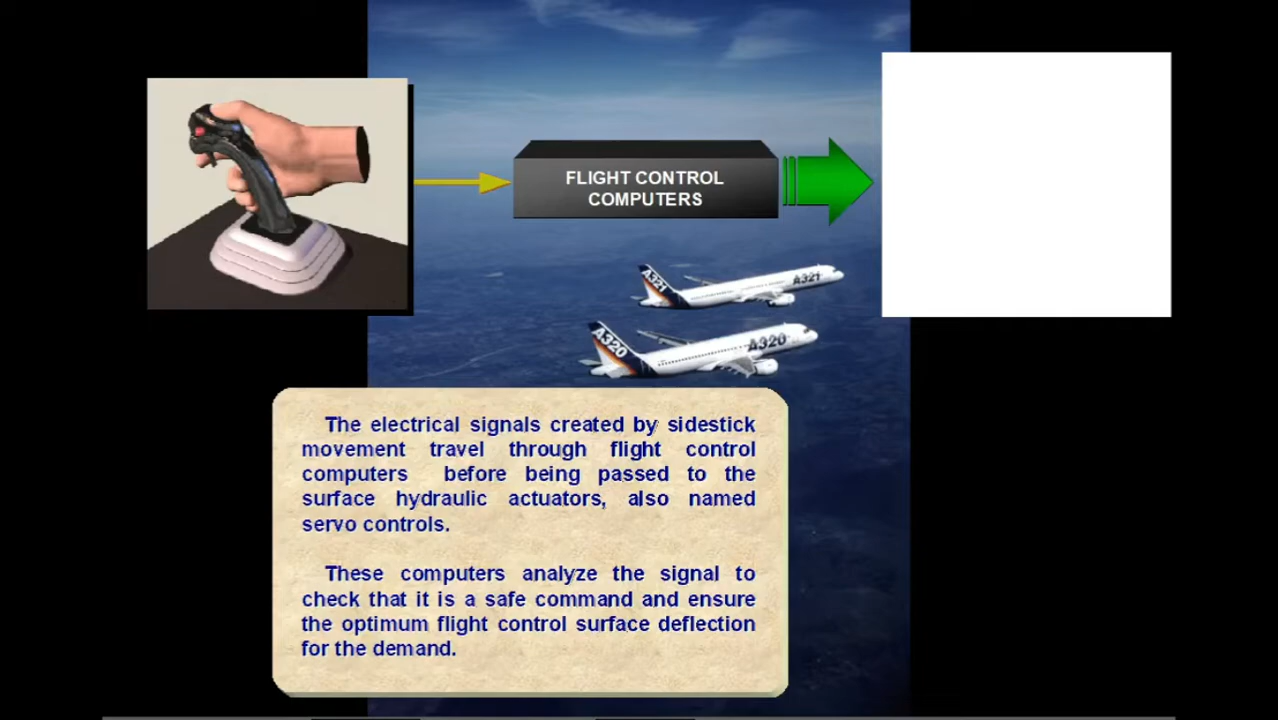 FLIGHT CONTROL
COMPUTERS
A321
A321
A320
A320
The electrical signals created by sidestick
movement travel through flight control
computers before being passed to the
surface hydraulic actuators, also named
servo controls.
These computers analyze the signal to
check that it is a safe command and ensure
the optimum flight control surface deflection
for the demand.